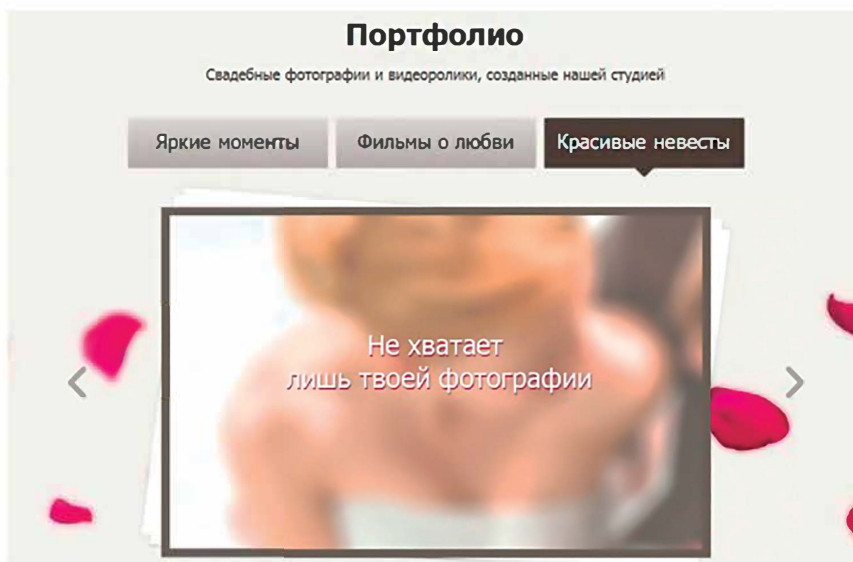 Портфолио
Свадебные фотографии и видеоролики, созданные нашей студией
Яркие моменты
Фильмы о любви
Красивые невесты
Не хватает
лишь твоей фотографии